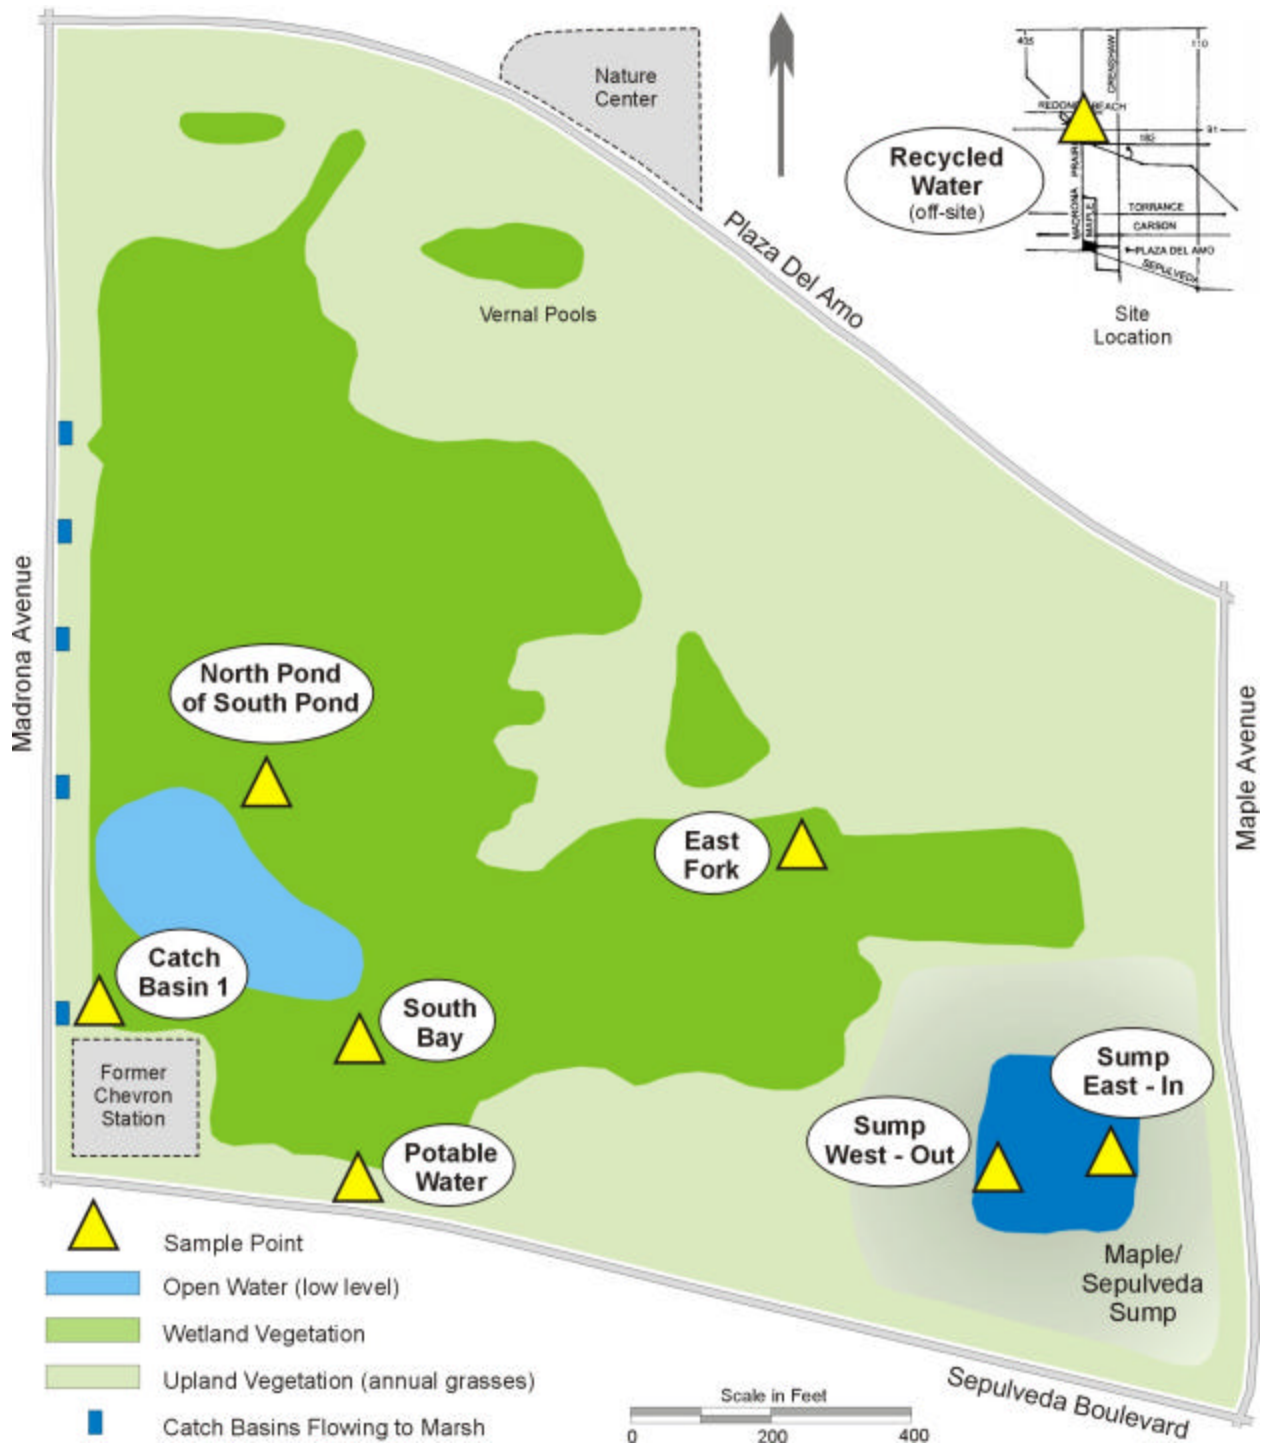 Nature
Center
405
CRENSHAW
110
REDONDO BEACH
91
182
PRAIRIE
MADRONA
MAPLE
TORRANCE
CARSON
PLAZA DEL AMO
SEPULVEDA
Recycled
Water
(off-site)
Site
Location
Plaza Del Amo
Vernal Pools
Madrona Avenue
Maple Avenue
North Pond
of South Pond
East
Fork
Catch
Basin 1
South
Bay
Former
Chevron
Station
Potable
Water
Sump
East - In
Sump
West - Out
Maple/
Sepulveda
Sump
Sepulveda Boulevard
Sample Point
Open Water (low level)
Wetland Vegetation
Upland Vegetation (annual grasses)
Catch Basins Flowing to Marsh
Scale in Feet
0 200 400